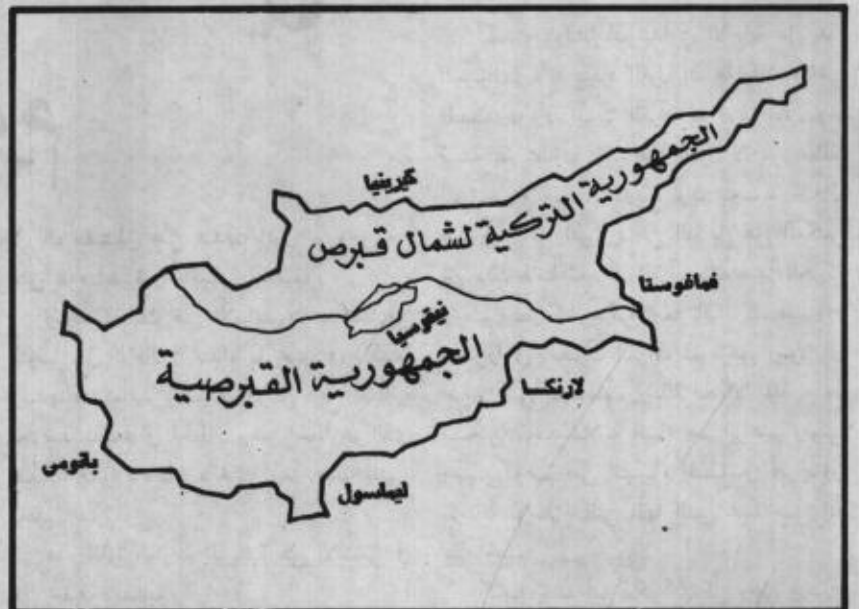 كيرينيا
الجمهورية التركية لشمال قبرص
فماغوستا
نيقوسيا
الجمهورية القبرصية
لارنكا
بافوس
ليماسول